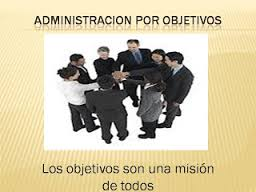 ADMINISTRACION POR OBJETIVOS
Los objetivos son una misión
de todos